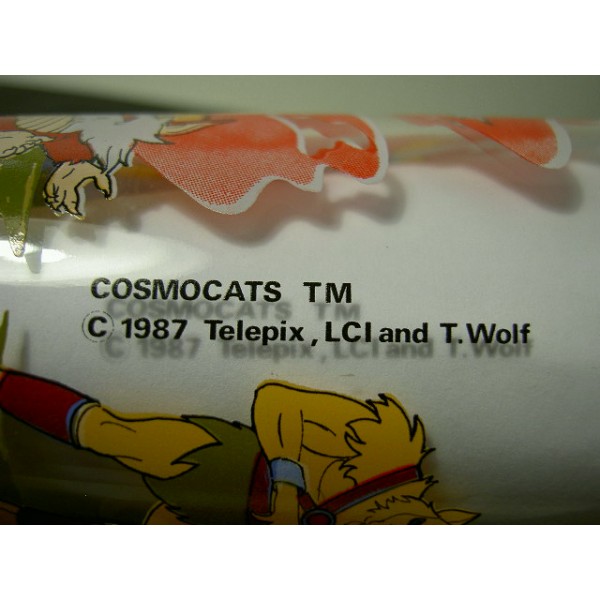 COSMOCATS TM
© 1987 Telepix, LCI and T.Wolf